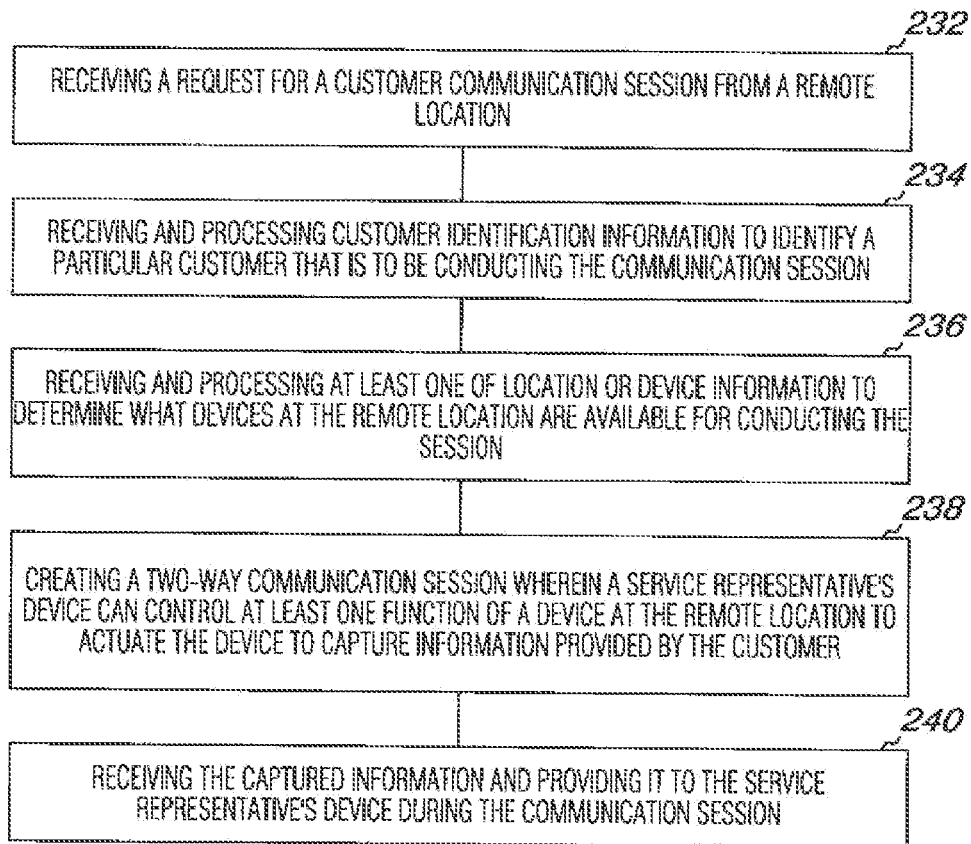 232
RECEIVING A REQUEST FOR A CUSTOMER COMMUNICATION SESSION FROM A REMOTE
LOCATION
234
RECEIVING AND PROCESSING CUSTOMER IDENTIFICATION INFORMATION TO IDENTIFY A
PARTICULAR CUSTOMER THAT IS TO BE CONDUCTING THE COMMUNICATION SESSION
236
RECEIVING AND PROCESSING AT LEAST ONE OF LOCATION OR DEVICE INFORMATION TO
DETERMINE WHAT DEVICES AT THE REMOTE LOCATION ARE AVAILABLE FOR CONDUCTING THE
SESSION
238
CREATING A TWO-WAY COMMUNICATION SESSION WHEREIN A SERVICE REPRESENTATIVE'S
DEVICE CAN CONTROL AT LEAST ONE FUNCTION OF A DEVICE AT THE REMOTE LOCATION TO
ACTUATE THE DEVICE TO CAPTURE INFORMATION PROVIDED BY THE CUSTOMER
240
RECEIVING THE CAPTURED INFORMATION AND PROVIDING IT TO THE SERVICE
REPRESENTATIVE'S DEVICE DURING THE COMMUNICATION SESSION